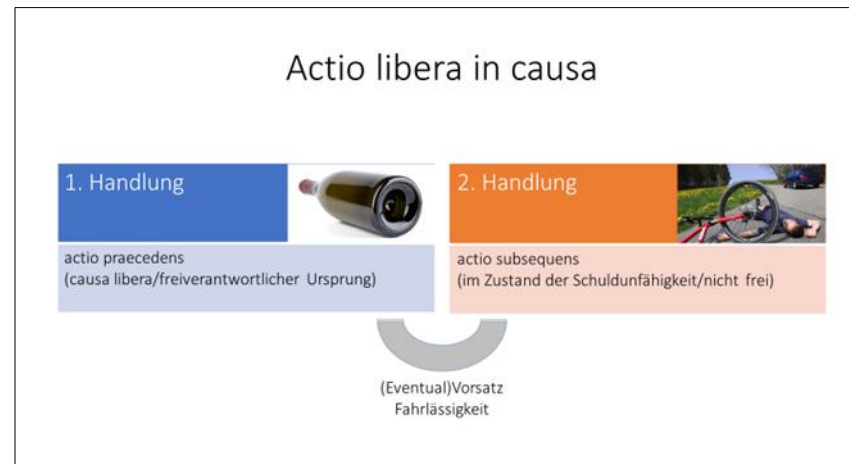 Actio libera in causa
1. Handlung
actio praecedens
(causa libera/freiverantwortlicher Ursprung)
2. Handlung
actio subsequens
(im Zustand der Schuldunfähigkeit/nicht frei)
(Eventual)Vorsatz
Fahrlässigkeit